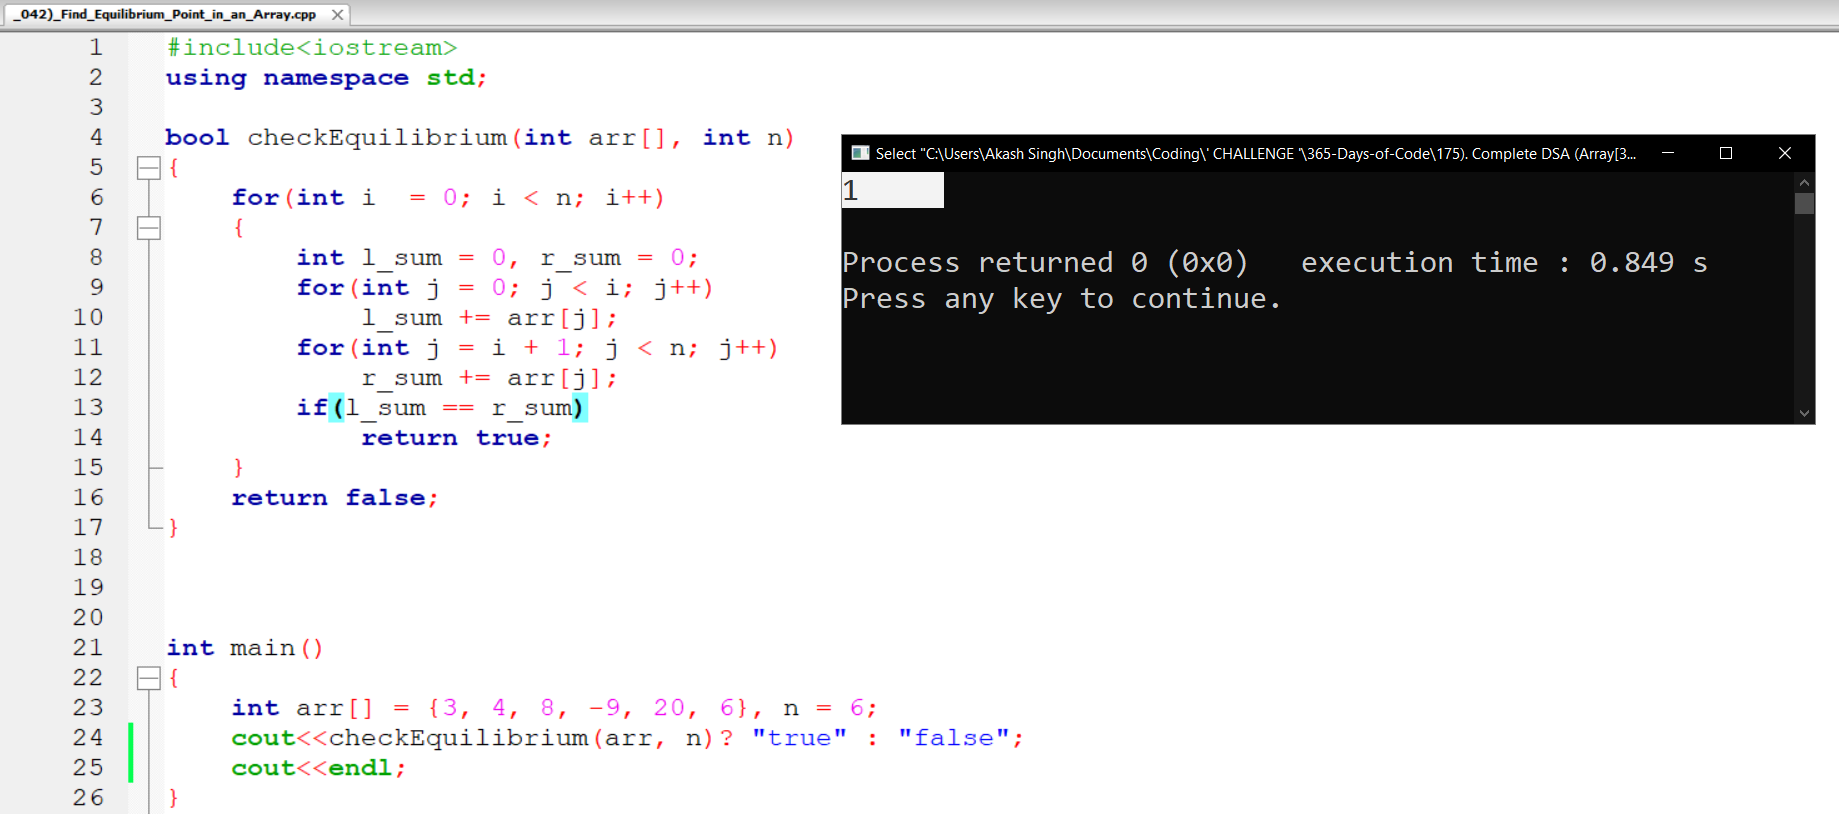 _042)_Find_Equilibrium_Point_in_an_Array.cpp
1 #include<iostream>
2 using namespace std;
3
4 bool checkEquilibrium(int arr[], int n)
5 {
6 for(int i  = 0; i < n; i++)
7 {
8 int l_sum = 0, r_sum = 0;
9 for(int j = 0; j < i; j++)
10 l_sum += arr[j];
11 for(int j = i + 1; j < n; j++)
12 r_sum += arr[j];
13 if(l_sum == r_sum)
14 return true;
15 }
16 return false;
17 }
18
19
20
21 int main()
22 {
23 int arr[] = {3, 4, 8, -9, 20, 6}, n = 6;
24 cout<<checkEquilibrium(arr, n)? "true" : "false";
25 cout<<endl;
26 }
Select "C:\Users\Akash Singh\Documents\Coding\' CHALLENGE '\365-Days-of-Code\175). Complete DSA (Array[3...
1
Process returned 0 (0x0)   execution time : 0.849 s
Press any key to continue.